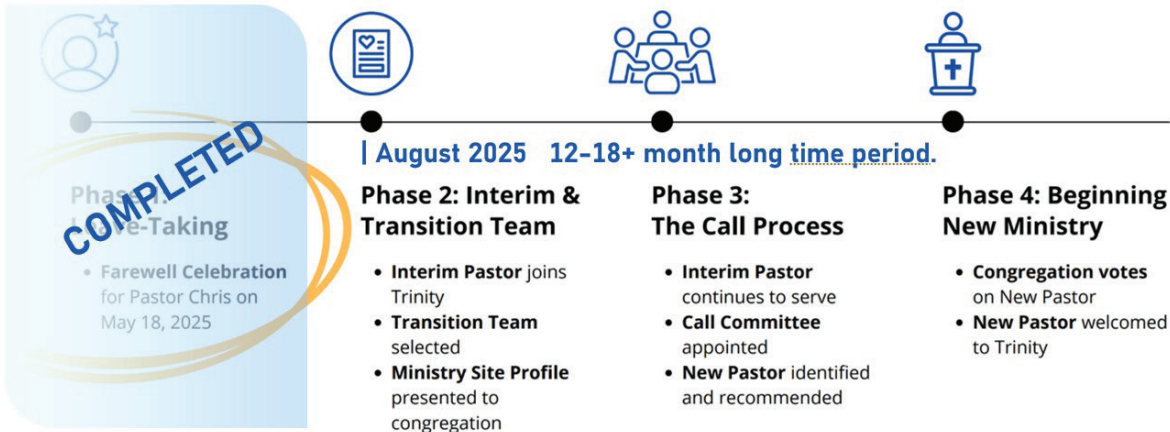 | August 2025 12-18+ month long time period.
COMPLETED
Phase 1:
Leave-Taking
• Farewell Celebration
for Pastor Chris on
May 18, 2025
Phase 2: Interim &
Transition Team
• Interim Pastor joins
Trinity
• Transition Team
selected
• Ministry Site Profile
presented to
congregation
Phase 3:
The Call Process
• Interim Pastor
continues to serve
• Call Committee
appointed
• New Pastor identified
and recommended
Phase 4: Beginning
New Ministry
• Congregation votes
on New Pastor
• New Pastor welcomed
to Trinity